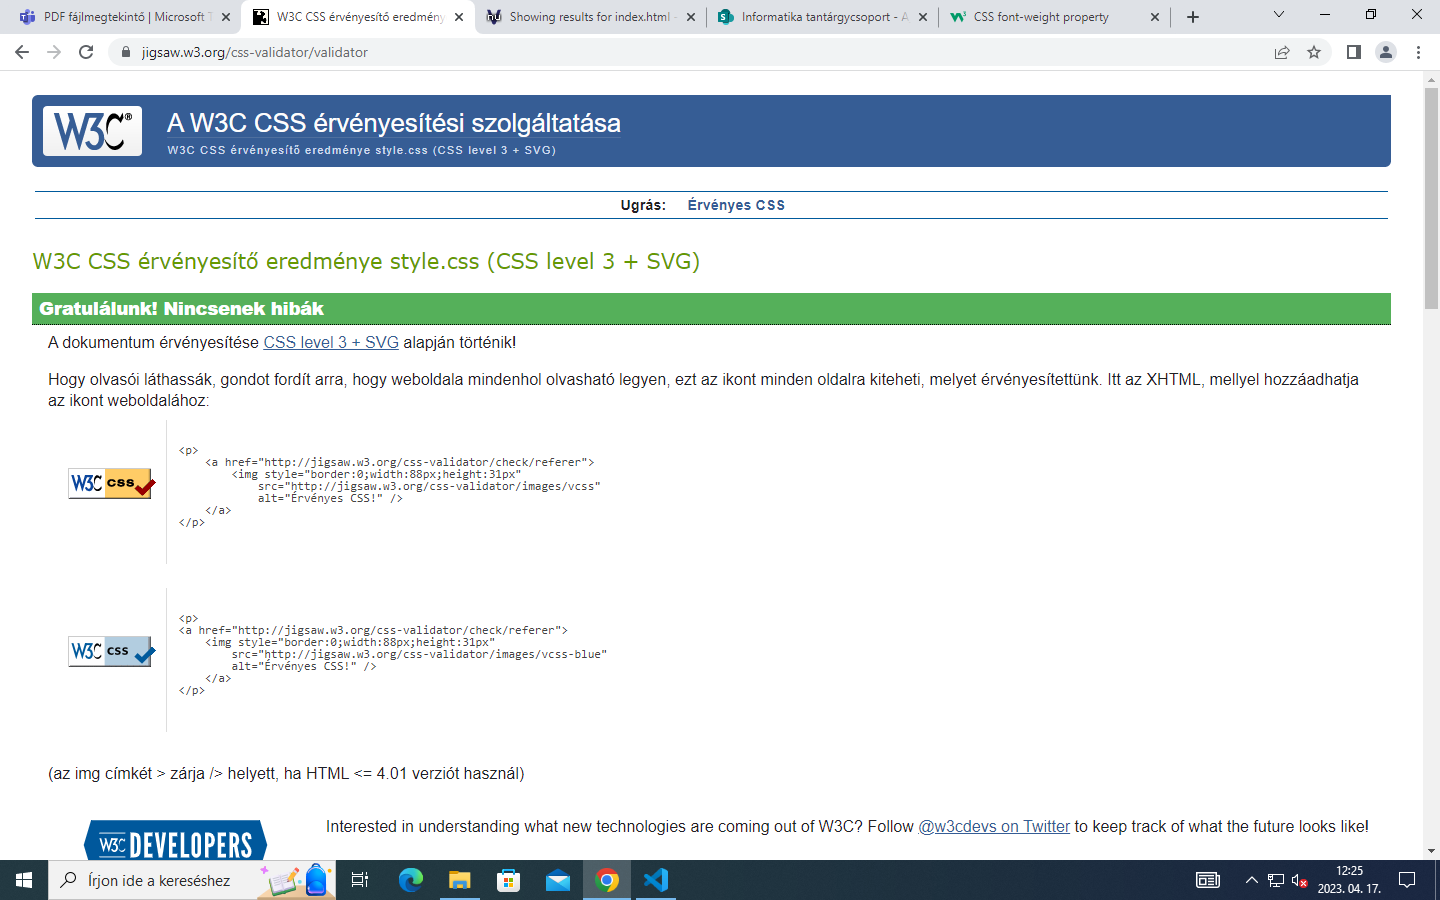 PDF fájlmegtekintő | Microsoft T
W3C CSS érvényesítő eredmény
Showing results for index.html -
Informatika tantárgycsoport - A
CSS font-weight property
jigsaw.w3.org/css-validator/validator
W3C®
A W3C CSS érvényesítési szolgáltatása
W3C CSS érvényesítő eredménye style.css (CSS level 3 + SVG)
Ugrás: Érvényes CSS
W3C CSS érvényesítő eredménye style.css (CSS level 3 + SVG)
Gratulálunk! Nincsenek hibák
A dokumentum érvényesítése CSS level 3 + SVG alapján történik!
Hogy olvasói láthassák, gondot fordít arra, hogy weboldala mindenhol olvasható legyen, ezt az ikont minden oldalra kiteheti, melyet érvényesítettünk. Itt az XHTML, mellyel hozzáadhatja
az ikont weboldalához:
W3C css
<p>
<a href="http://jigsaw.w3.org/css-validator/check/referer">
<img style="border:0;width:88px;height:31px"
src="http://jigsaw.w3.org/css-validator/images/vcss"
alt="Érvényes CSS!" />
</a>
</p>
W3C css
<p>
<a href="http://jigsaw.w3.org/css-validator/check/referer">
<img style="border:0;width:88px;height:31px"
src="http://jigsaw.w3.org/css-validator/images/vcss-blue"
alt="Érvényes CSS!" />
</a>
</p>
(az img címkét > zárja /> helyett, ha HTML <= 4.01 verziót használ)
W3C DEVELOPERS
Interested in understanding what new technologies are coming out of W3C? Follow @w3cdevs on Twitter to keep track of what the future looks like!
Írjon ide a kereséshez
12:25
2023. 04. 17.